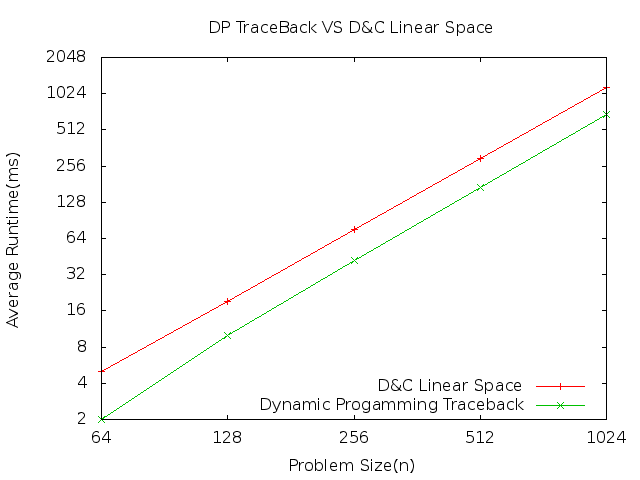 DP TraceBack VS D&C Linear Space
2048
1024
512
256
128
64
32
16
8
4
2
64 128 256 512 1024
Average Runtime(ms)
Problem Size(n)
D&C Linear Space
Dynamic Progamming Traceback